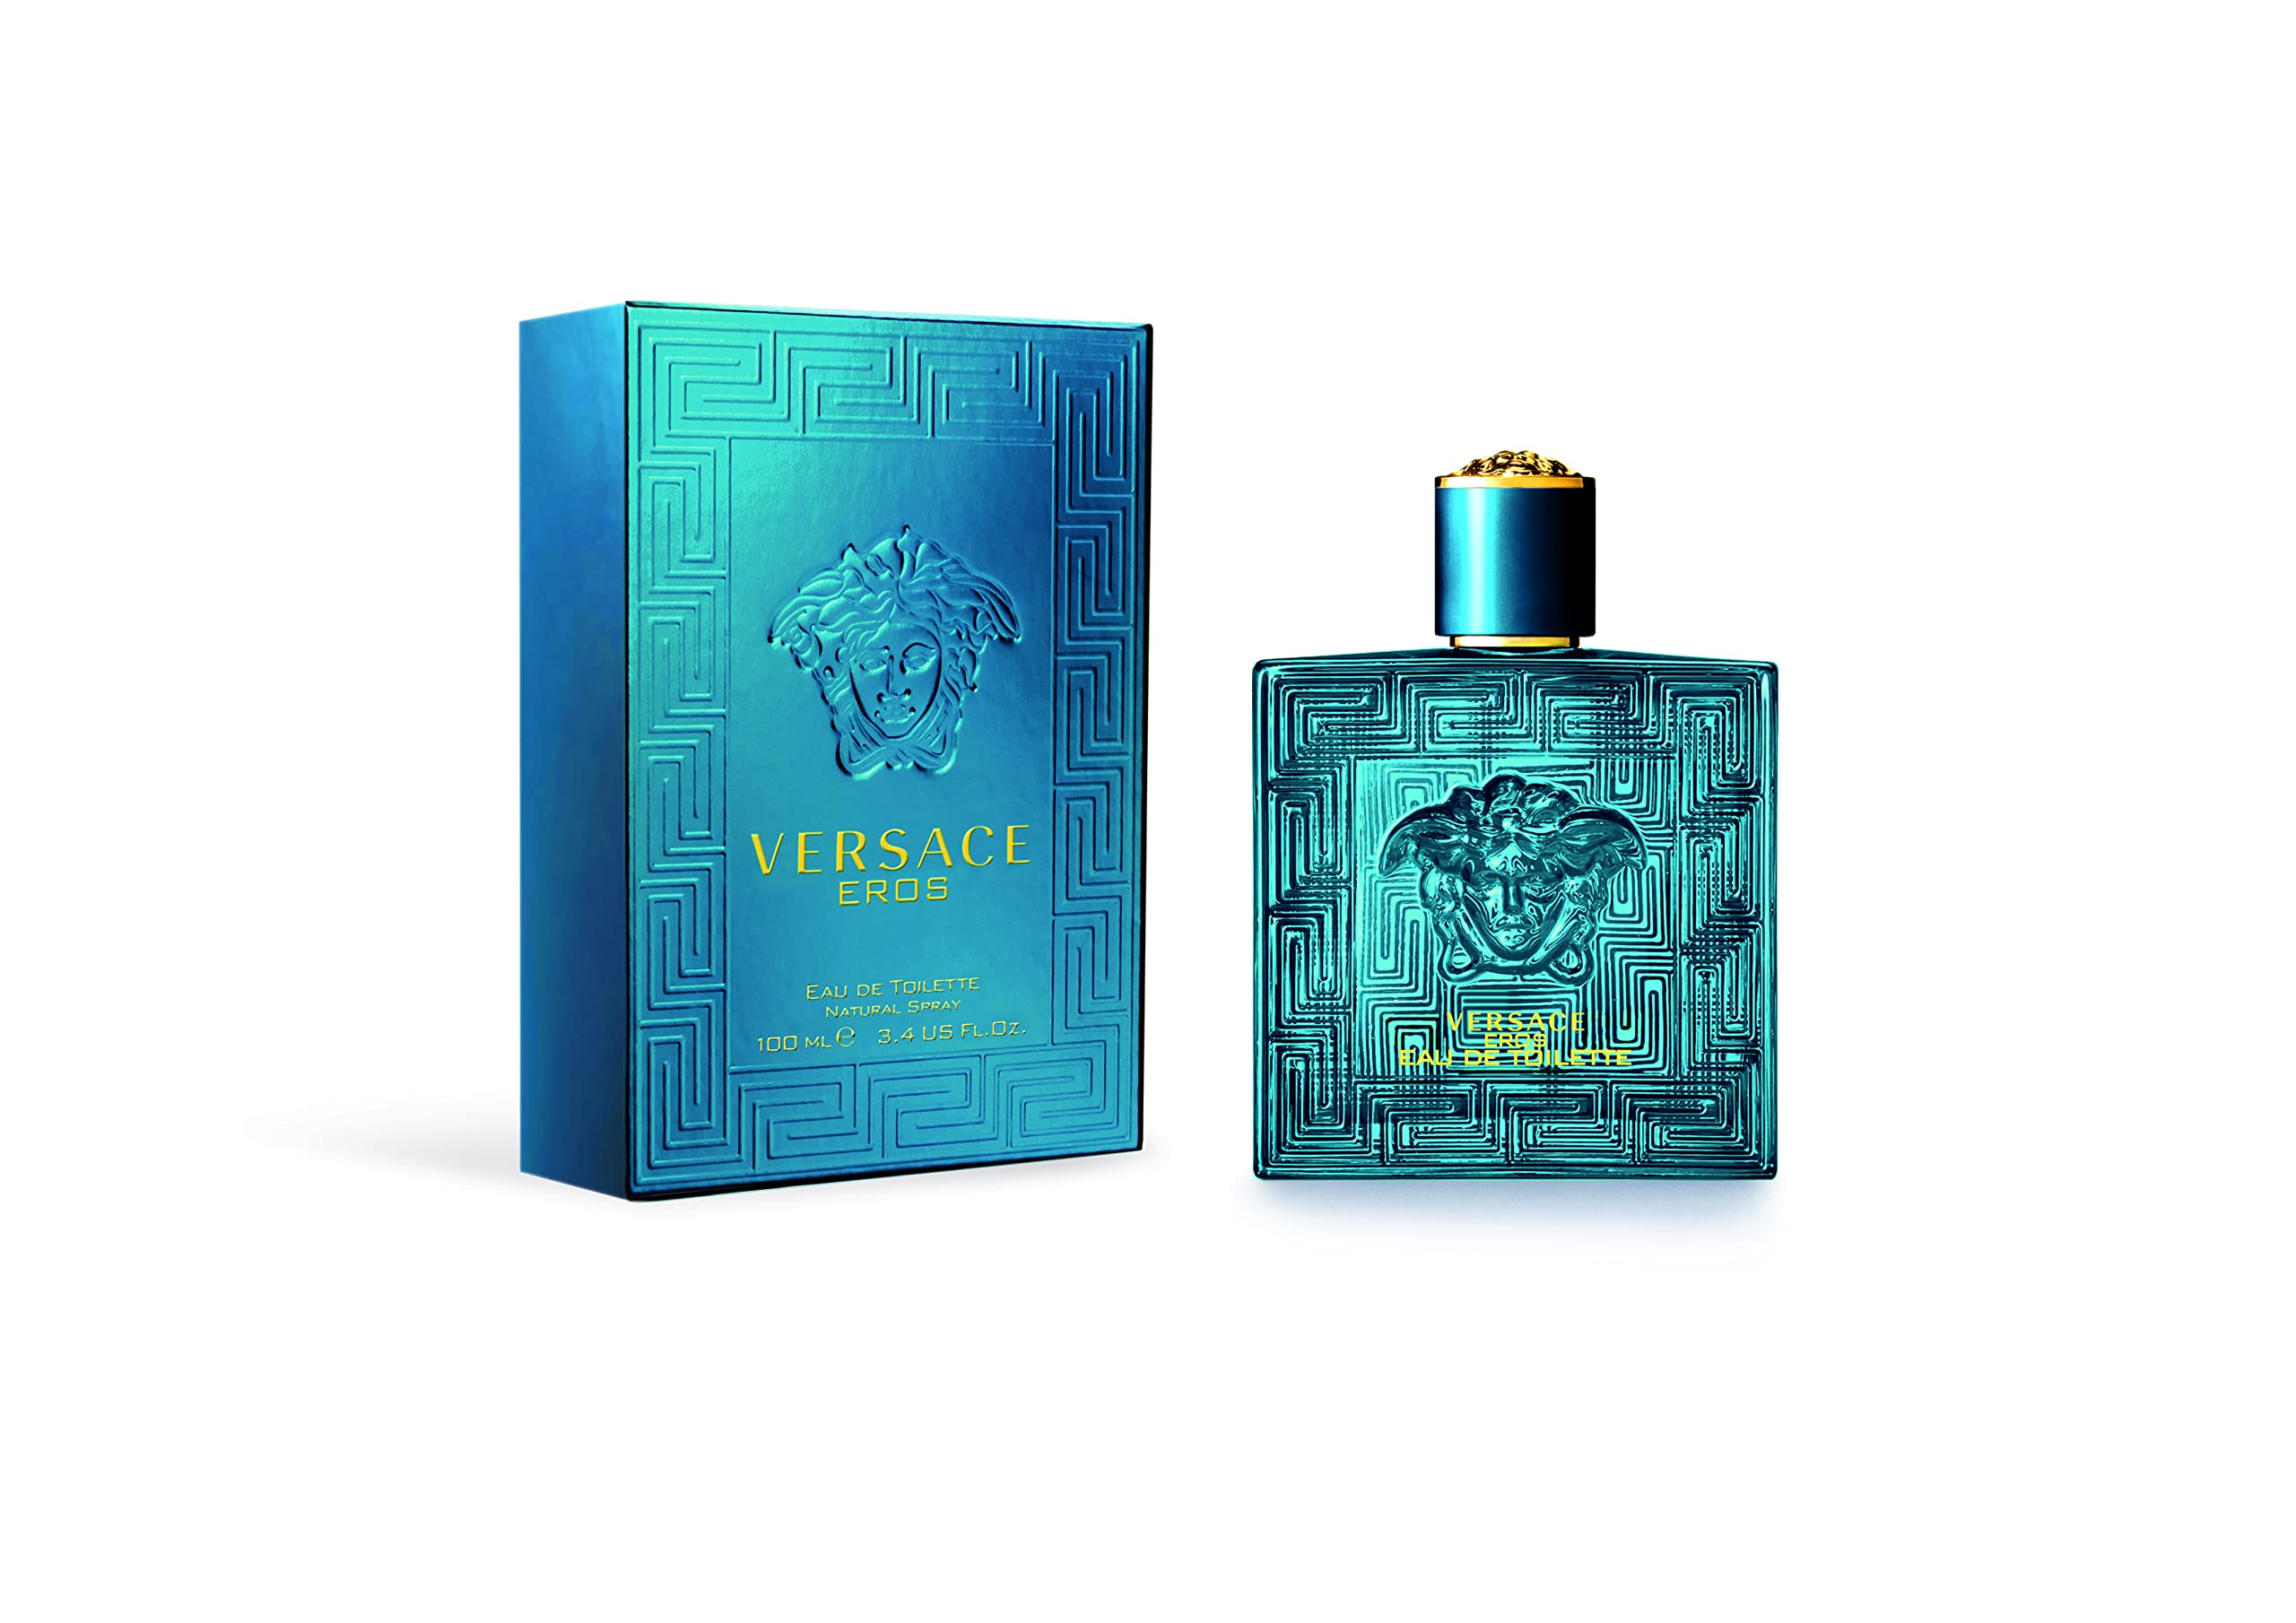 VERSACE
EROS
EAU DE TOILETTE
NATURAL SPRAY
100 ML ℮ 3.4 US FL.OZ.
VERSACE
EROS
EAU DE TOILETTE